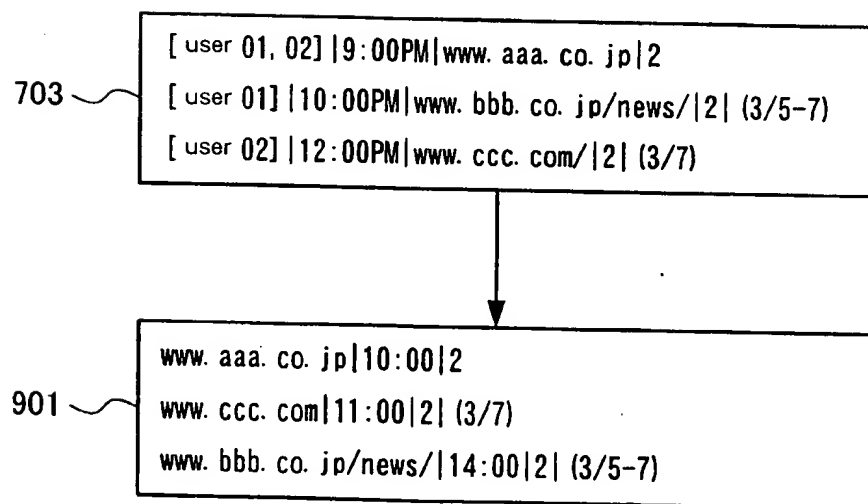 [user 01, 02]|9:00PM|www. aaa. co. jp|2
703
[user 01]|10:00PM|www. bbb. co. jp/news/|2| (3/5-7)
[user 02]|12:00PM|www. ccc. com/|2| (3/7)
www. aaa. co. jp|10:00|2
901
www. ccc. com|11:00|2| (3/7)
www. bbb. co. jp/news/|14:00|2| (3/5-7)